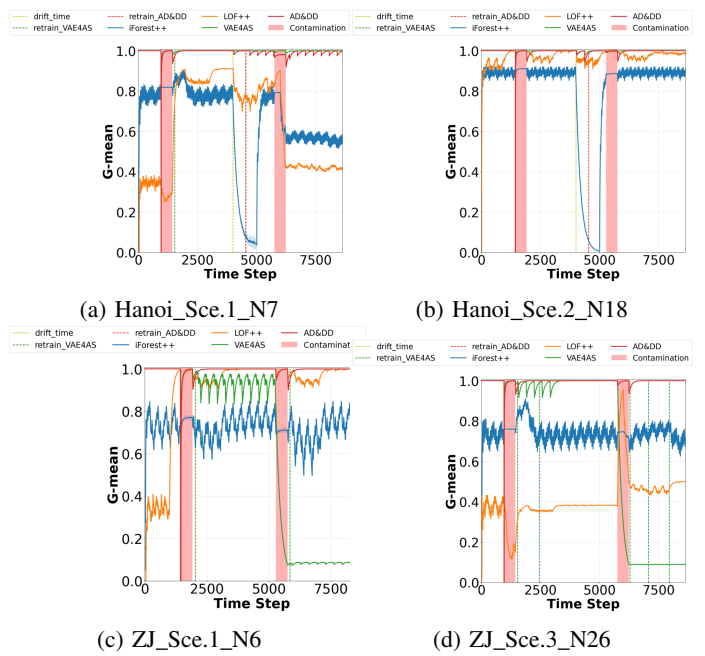 drift_time retrain_AD&DD LOF++ AD&DD
retrain_VAE4AS iForest++ VAE4AS Contamination
drift_time retrain_AD&DD LOF++ AD&DD
retrain_VAE4AS iForest++ VAE4AS Contamination
G-mean
1.0
0.8
0.6
0.4
0.2
0.0
0 2500 5000 7500
Time Step
G-mean
1.0
0.8
0.6
0.4
0.2
0.0
0 2500 5000 7500
Time Step
(a) Hanoi_Sce.1_N7
(b) Hanoi_Sce.2_N18
drift_time retrain_AD&DD LOF++ AD&DD
retrain_VAE4AS iForest++ VAE4AS Contaminat
drift_time retrain_AD&DD LOF++ AD&DD
retrain_VAE4AS iForest++ VAE4AS Contamination
G-mean
1.0
0.8
0.6
0.4
0.2
0.0
0 2500 5000 7500
Time Step
G-mean
1.0
0.8
0.6
0.4
0.2
0.0
0 2500 5000 7500
Time Step
(c) ZJ_Sce.1_N6
(d) ZJ_Sce.3_N26